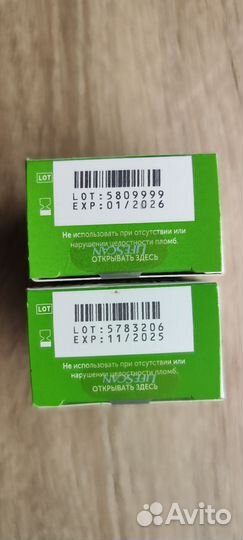 LOT
LOT:5809999
EXP:01/2026
Не использовать при отсутствии или
нарушении целостности пломб.
LIFESCAN
ОТКРЫВАТЬ ЗДЕСЬ
LOT
LOT:5783206
EXP:11/2025
Не использовать при отсутствии или
нарушении целостности пломб.
LIFESCAN
ОТКРЫВАТЬ ЗДЕСЬ
Avito